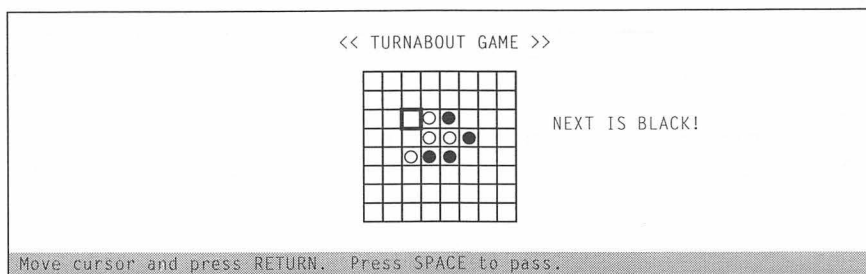 << TURNABOUT GAME >>
NEXT IS BLACK!
Move cursor and press RETURN. Press SPACE to pass.